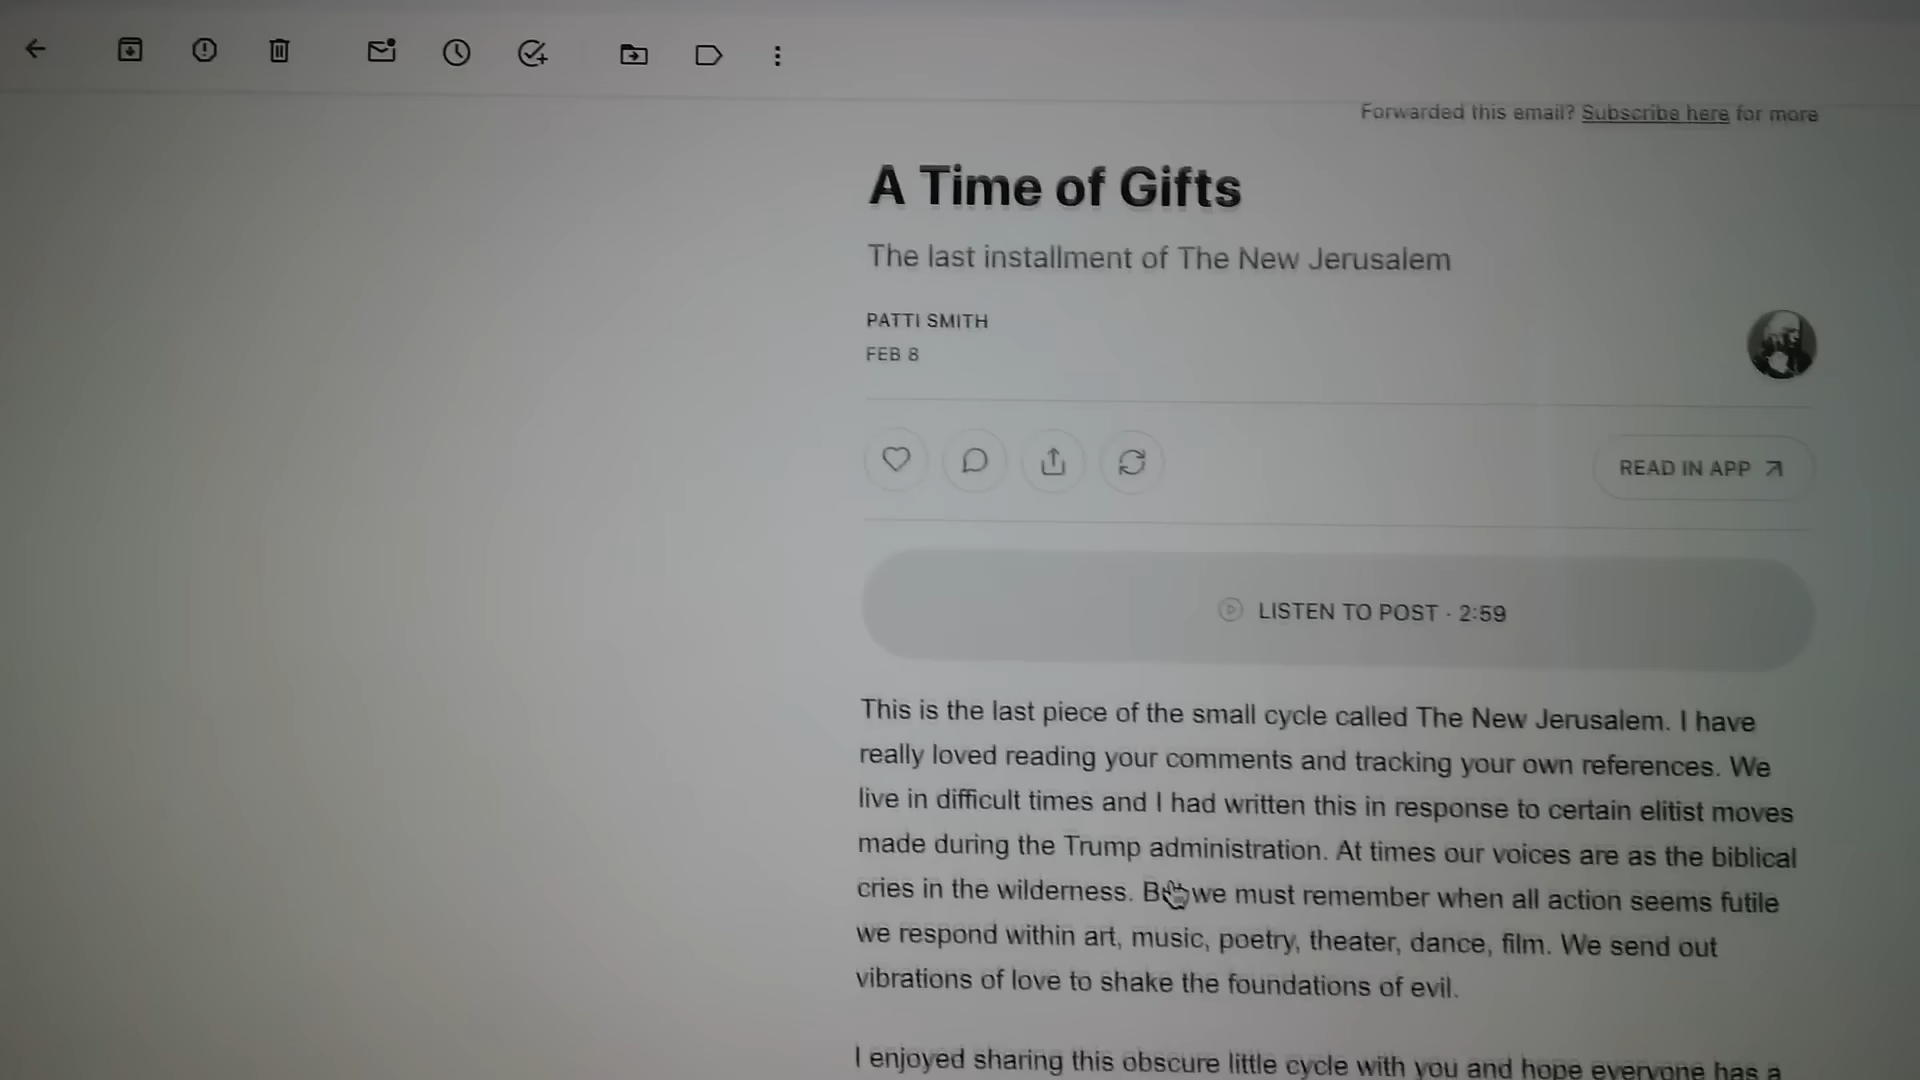 Forwarded this email? Subscribe here for more
A Time of Gifts
The last installment of The New Jerusalem
PATTI SMITH
FEB 8
READ IN APP
LISTEN TO POST · 2:59
This is the last piece of the small cycle called The New Jerusalem. I have
really loved reading your comments and tracking your own references. We
live in difficult times and I had written this in response to certain elitist moves
made during the Trump administration. At times our voices are as the biblical
cries in the wilderness. we must remember when all action seems futile
we respond within art, music, poetry, theater, dance, film. We send out
vibrations of love to shake the foundations of evil.
I enjoyed sharing this obscure little cycle with you and hope everyone has a